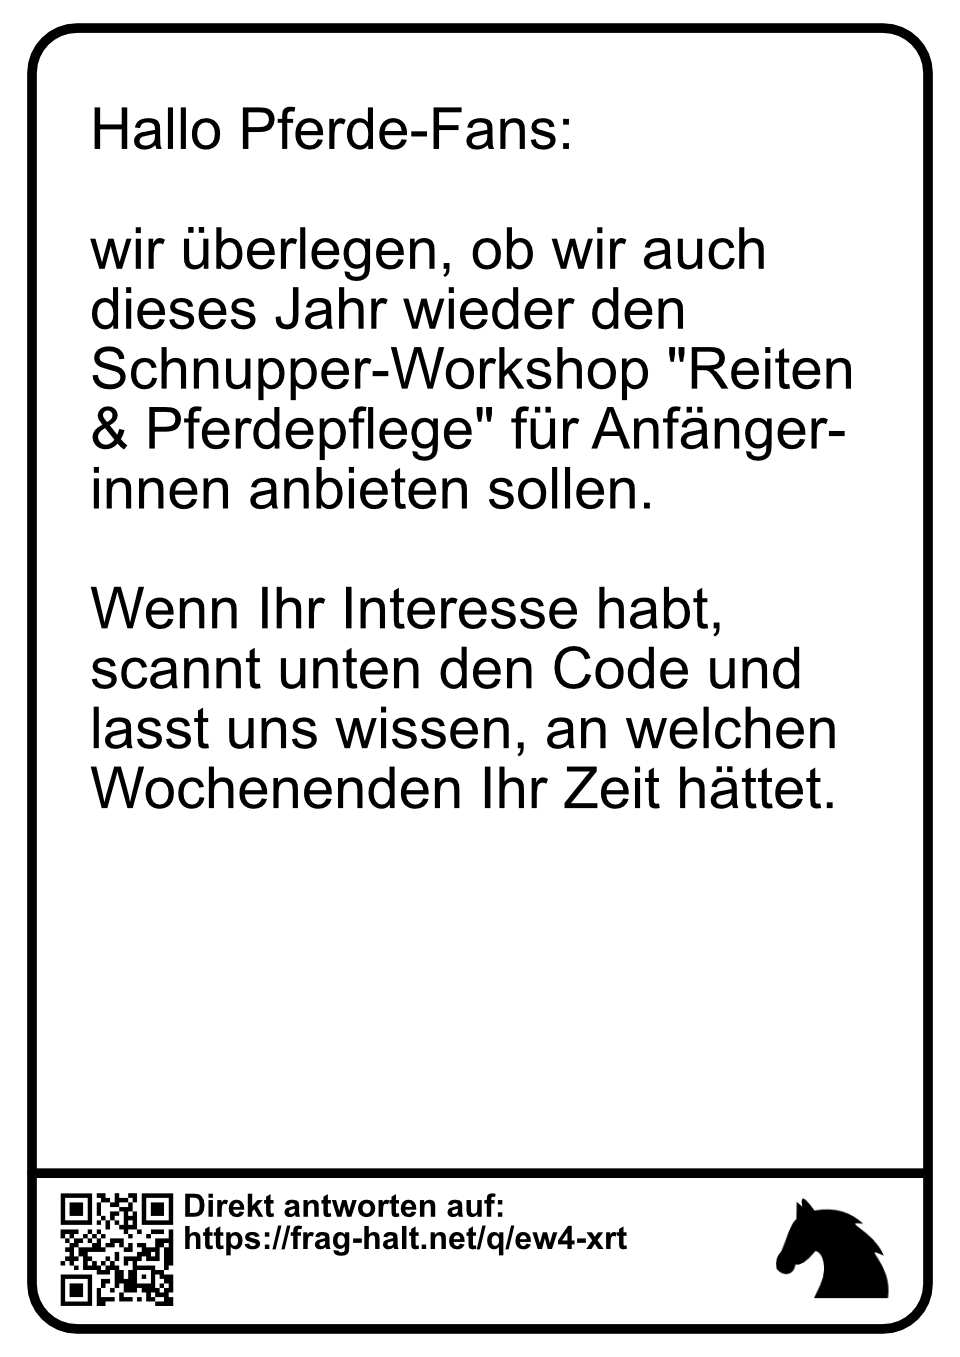 Hallo Pferde-Fans:
wir überlegen, ob wir auch
dieses Jahr wieder den
Schnupper-Workshop "Reiten
& Pferdepflege" für Anfänger-
innen anbieten sollen.
Wenn Ihr Interesse habt,
scannt unten den Code und
lasst uns wissen, an welchen
Wochenenden Ihr Zeit hättet.
Direkt antworten auf:
https://frag-halt.net/q/ew4-xrt